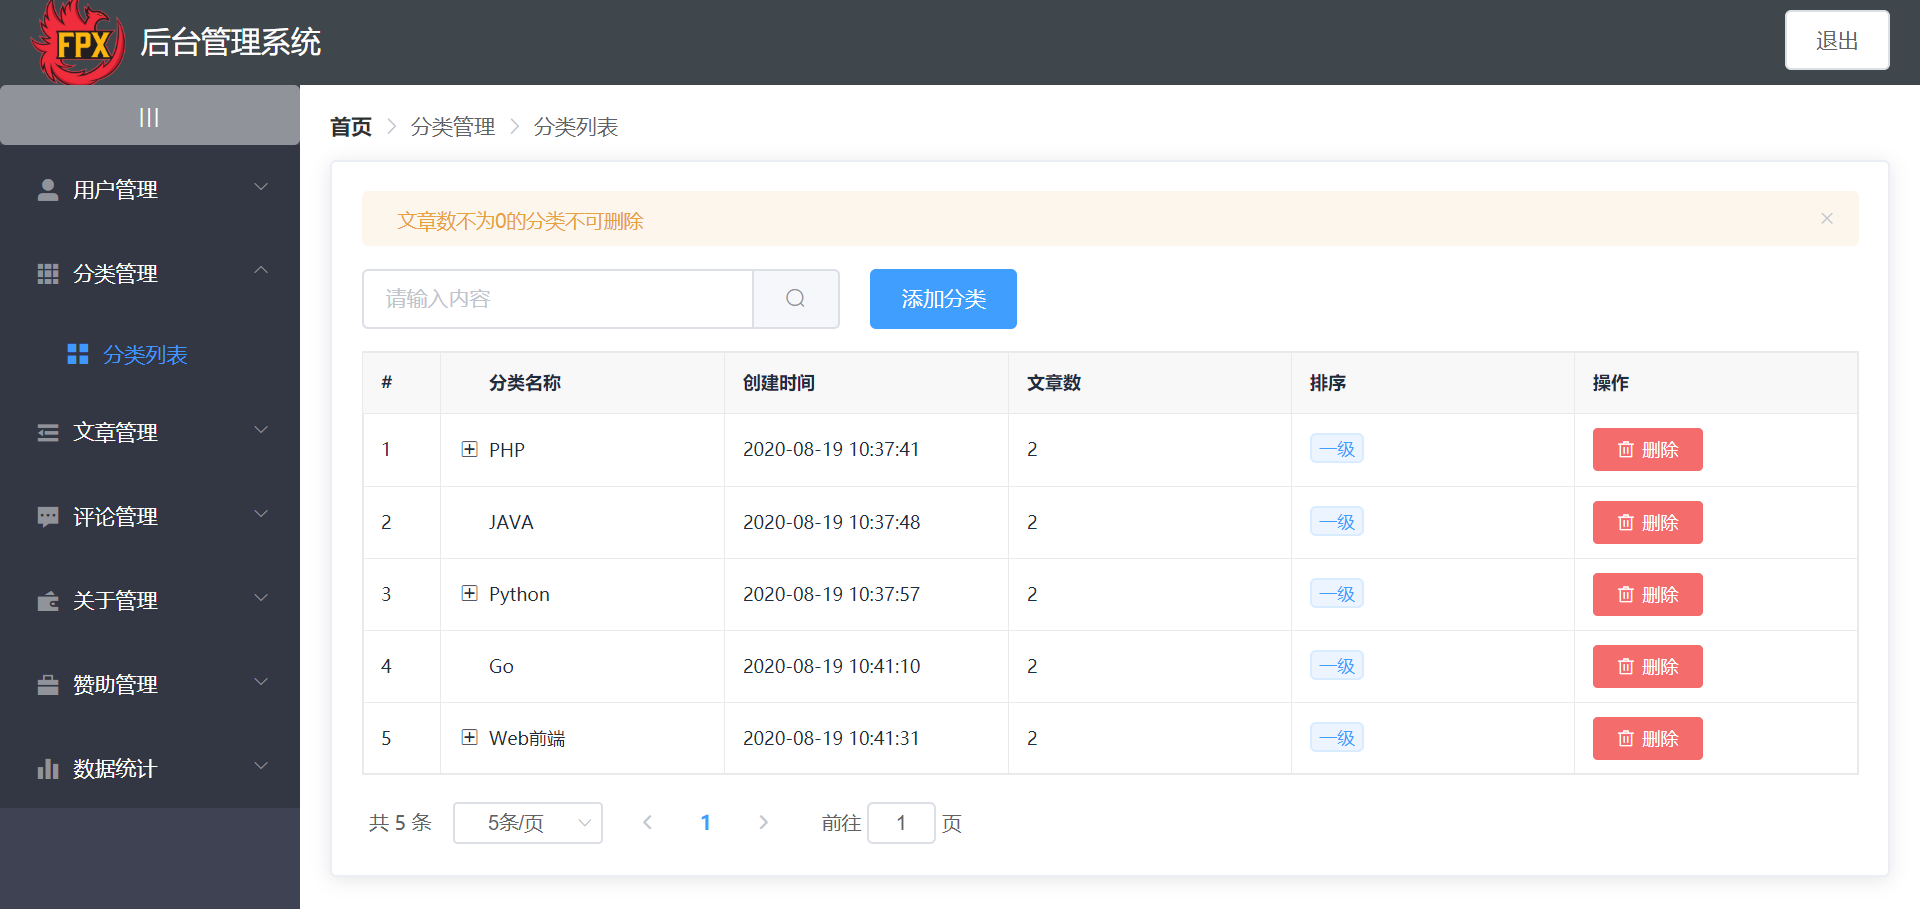 FPX 后台管理系统
退出
|||
首页 > 分类管理 > 分类列表
用户管理
分类管理
分类列表
文章管理
评论管理
关于管理
赞助管理
数据统计
文章数不为0的分类不可删除
请输入内容
添加分类
# 分类名称 创建时间 文章数 排序 操作
1 PHP 2020-08-19 10:37:41 2 一级 删除
2 JAVA 2020-08-19 10:37:48 2 一级 删除
3 Python 2020-08-19 10:37:57 2 一级 删除
4 Go 2020-08-19 10:41:10 2 一级 删除
5 Web前端 2020-08-19 10:41:31 2 一级 删除
共 5 条 5条/页 1 前往 1 页